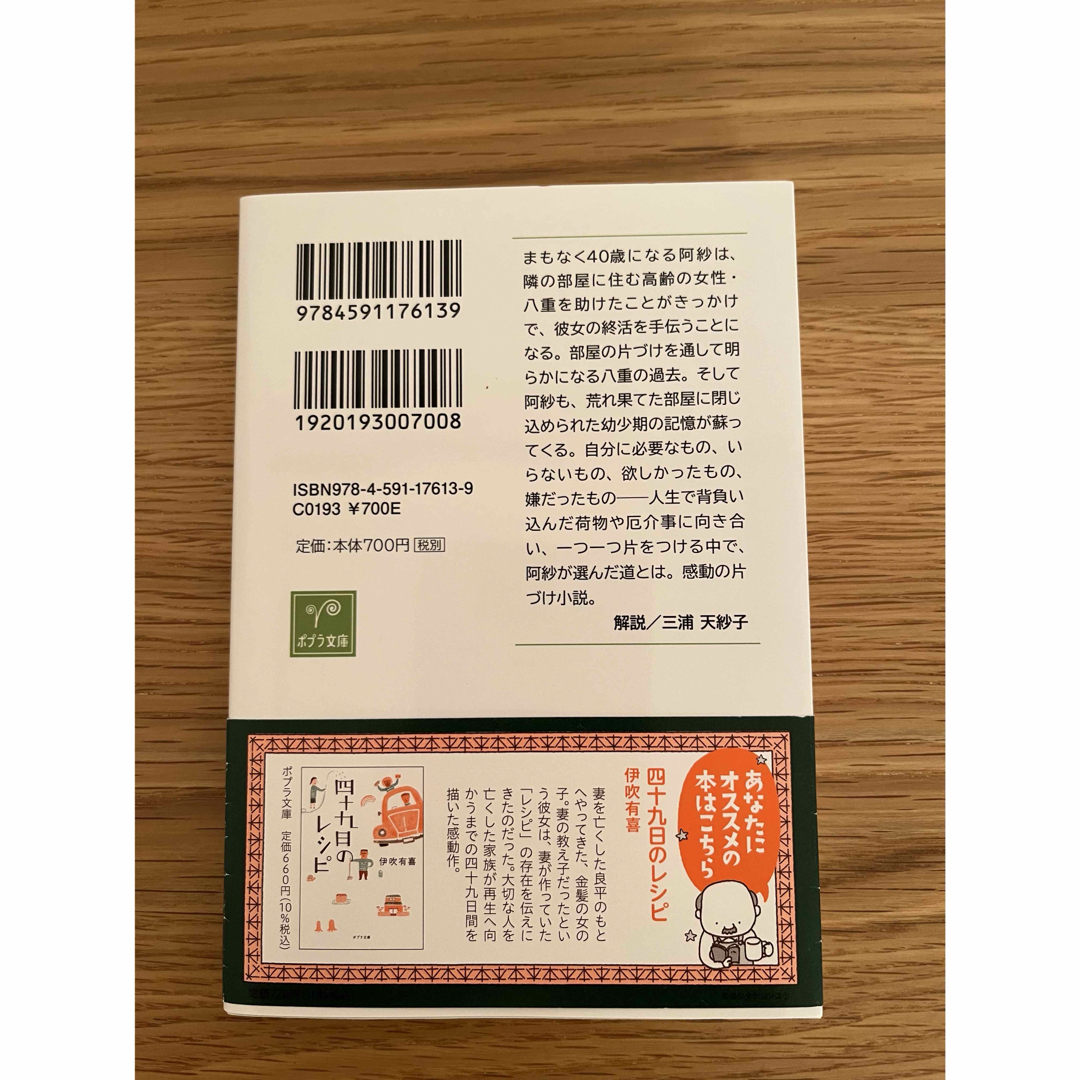 9784591176139
1920193007008
ISBN978-4-591-17613-9
C0193 ¥700E
定価：本体700円 税別
ポプラ文庫
まもなく40歳になる阿紗は、
隣の部屋に住む高齢の女性・
八重を助けたことがきっかけ
で、彼女の終活を手伝うことに
なる。部屋の片づけを通して明
らかになる八重の過去。そして
阿紗も、荒れ果てた部屋に閉じ
込められた幼少期の記憶が蘇っ
てくる。自分に必要なもの、い
らないもの、欲しかったもの、
嫌だったもの――人生で背負い
込んだ荷物や厄介事に向き合
い、一つ一つ片をつける中で、
阿紗が選んだ道とは。感動の片
づけ小説。
解説／三浦 天紗子
あなたに
オススメの
本はこちら
四十九日のレシピ
伊吹有喜
妻を亡くした良平のもと
へやってきた、金髪の女の
子。妻の教え子だったとい
う彼女は、妻が作っていた
「レシピ」の存在を伝えに
きたのだった。大切な人を
亡くした家族が再生へ向
かうまでの四十九日間を
描いた感動作。
四十九日の
レシピ
伊吹有喜
ポプラ文庫
ポプラ文庫 定価660円(10%税込)